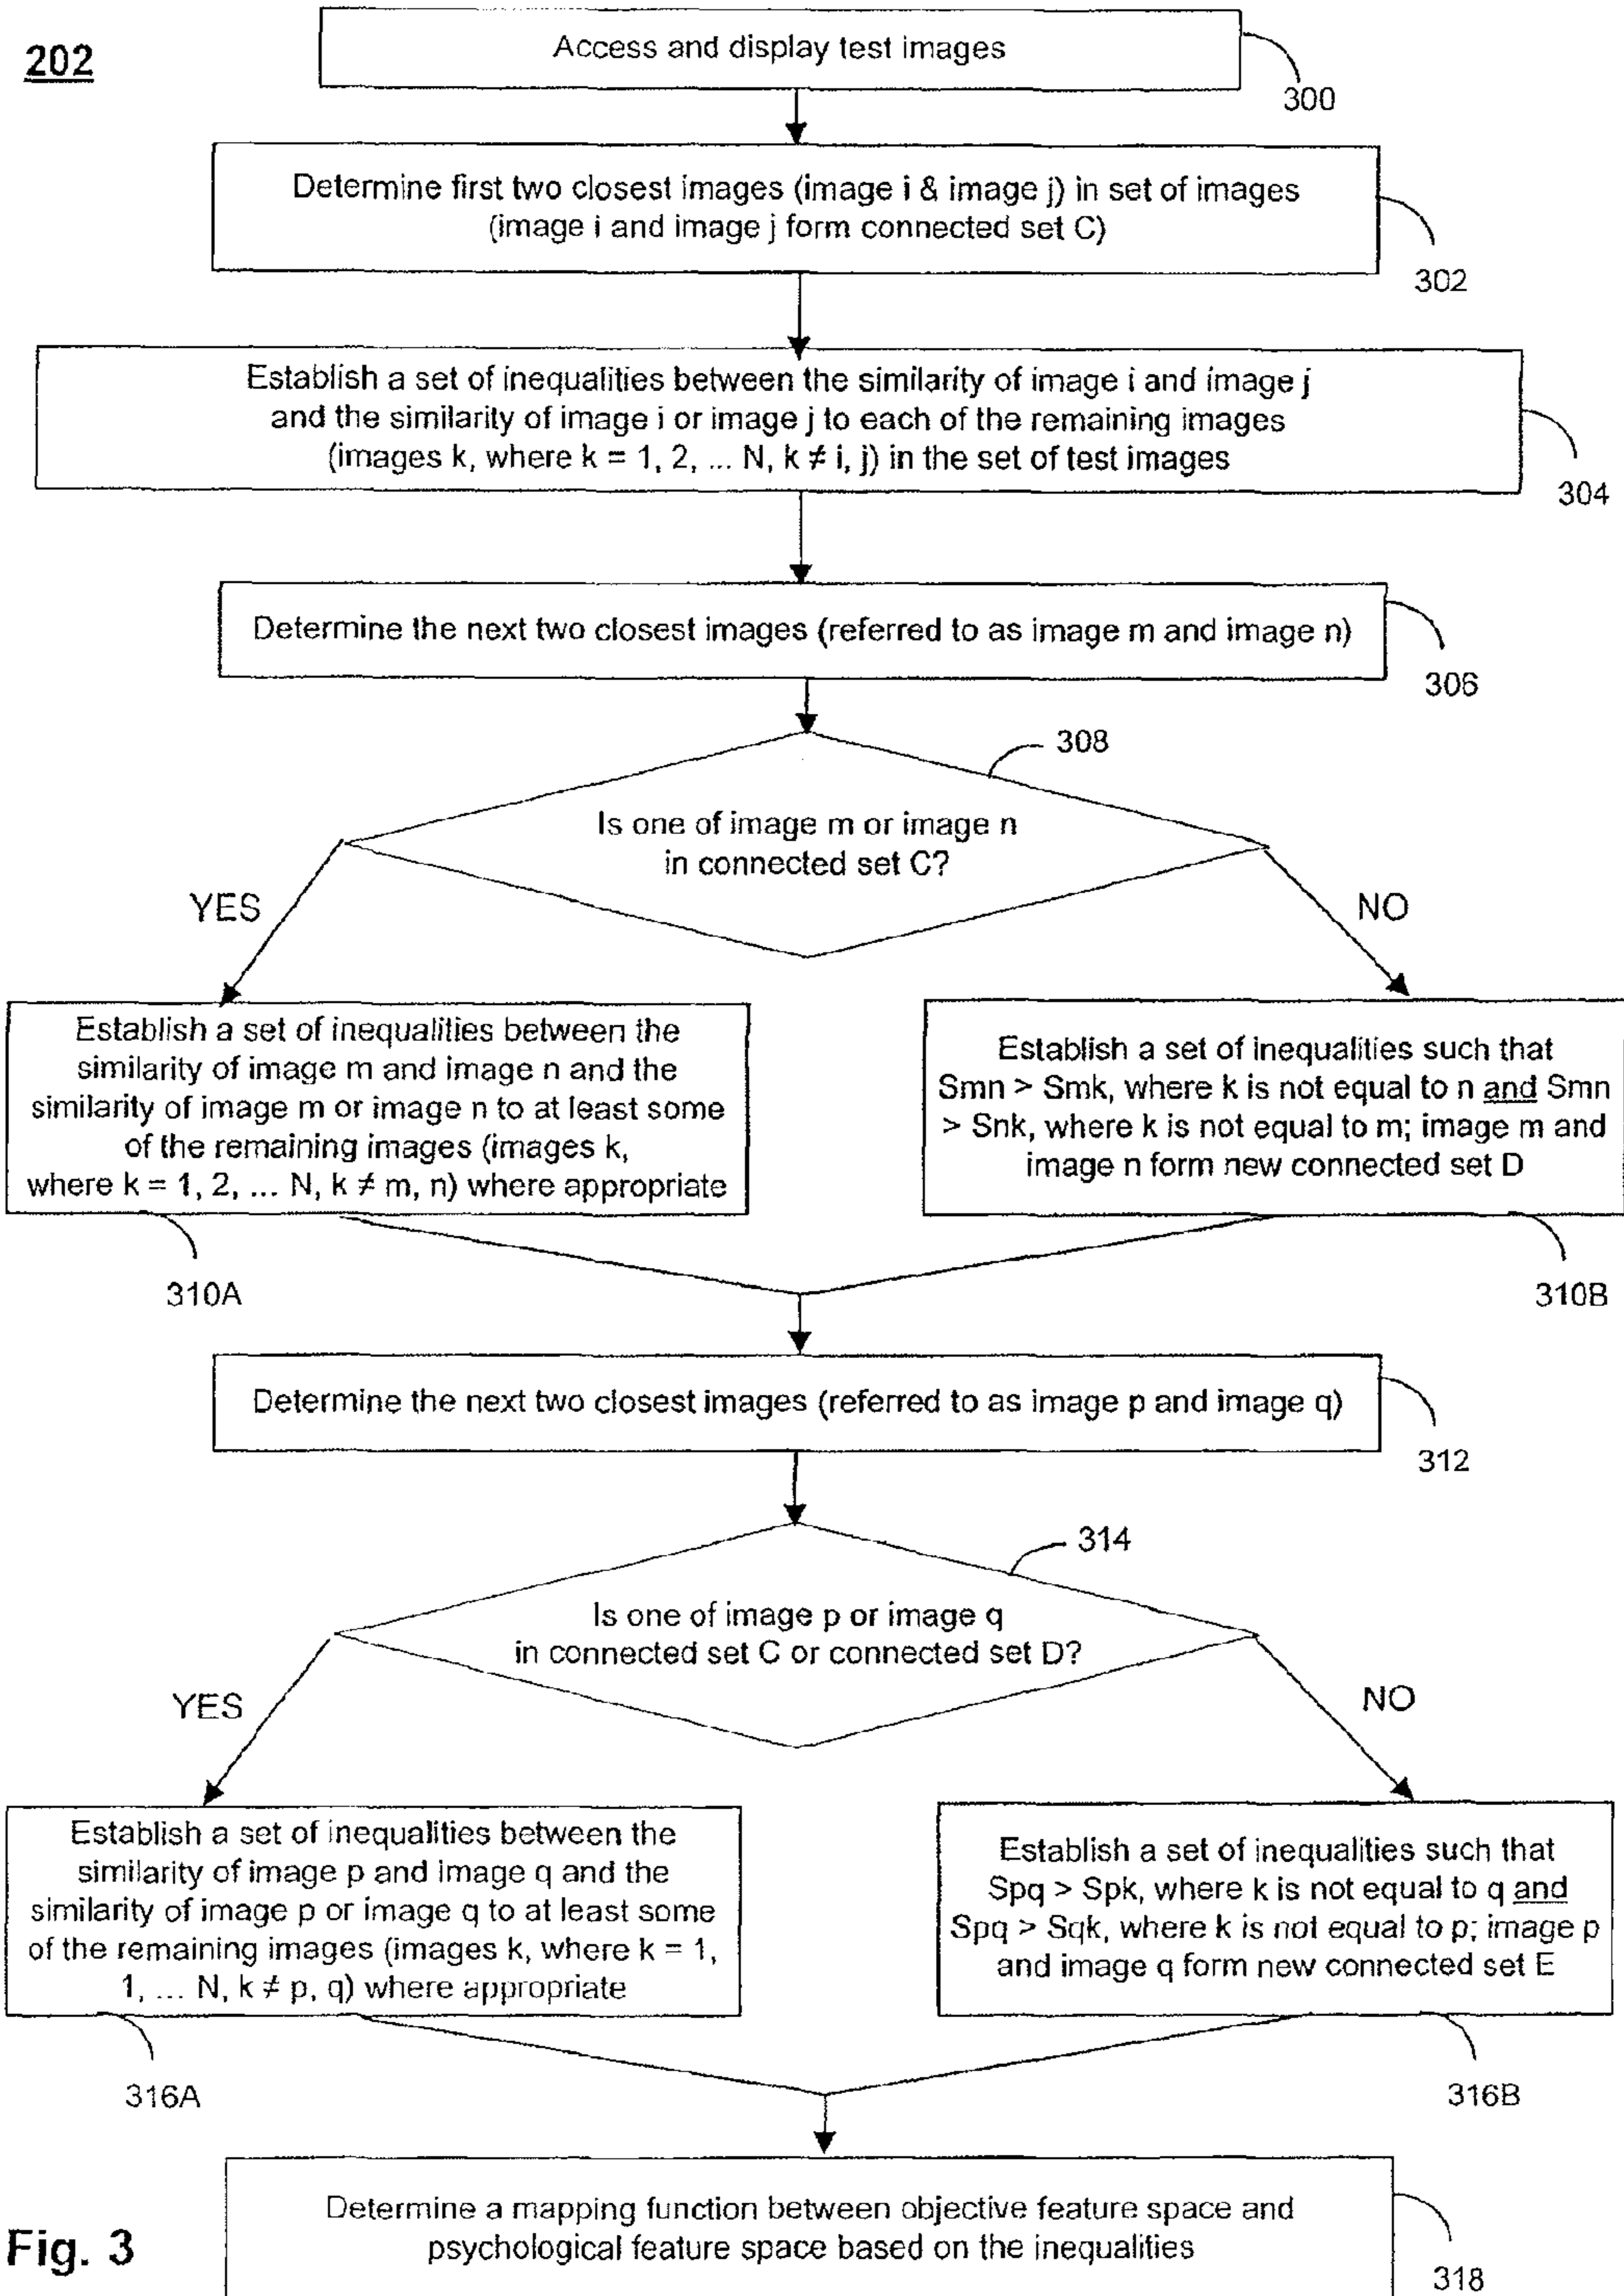 202
Access and display test images
300
Determine first two closest images (image i & image j) in set of images
(image i and image j form connected set C)
302
Establish a set of inequalities between the similarity of image i and image j
and the similarity of image i or image j to each of the remaining images
(images k, where k = 1, 2, ... N, k ≠ i, j) in the set of test images
304
Determine the next two closest images (referred to as image m and image n)
306
308
Is one of image m or image n
in connected set C?
YES
NO
Establish a set of inequalities between the
similarity of image m and image n and the
similarity of image m or image n to at least some
of the remaining images (images k,
where k = 1, 2, ... N, k ≠ m, n) where appropriate
310A
Establish a set of inequalities such that
Smn > Smk, where k is not equal to n and Smn
> Snk, where k is not equal to m; image m and
image n form new connected set D
310B
Determine the next two closest images (referred to as image p and image q)
312
314
Is one of image p or image q
in connected set C or connected set D?
YES
NO
Establish a set of inequalities between the
similarity of image p and image q and the
similarity of image p or image q to at least some
of the remaining images (images k, where k = 1,
1, ... N, k ≠ p, q) where appropriate
316A
Establish a set of inequalities such that
Spq > Spk, where k is not equal to q and
Spq > Sqk, where k is not equal to p; image p
and image q form new connected set E
316B
Determine a mapping function between objective feature space and
psychological feature space based on the inequalities
318
Fig. 3